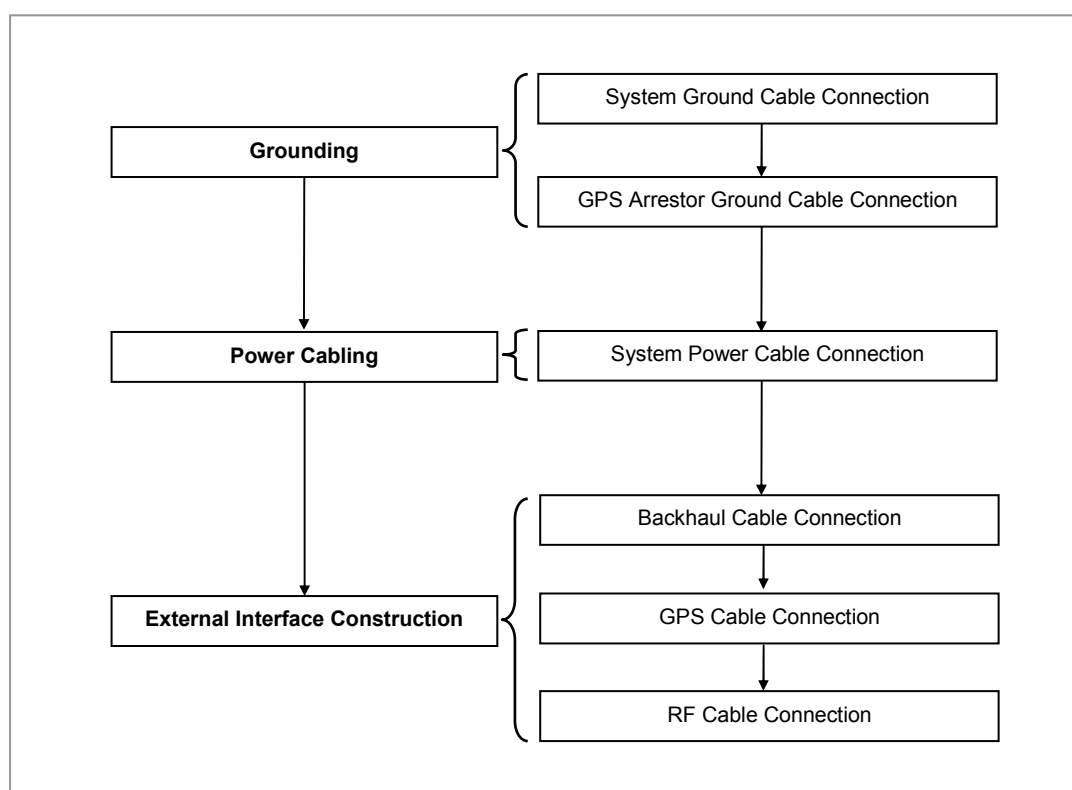 System Ground Cable Connection
Grounding
GPS Arrestor Ground Cable Connection
Power Cabling
System Power Cable Connection
Backhaul Cable Connection
External Interface Construction
GPS Cable Connection
RF Cable Connection